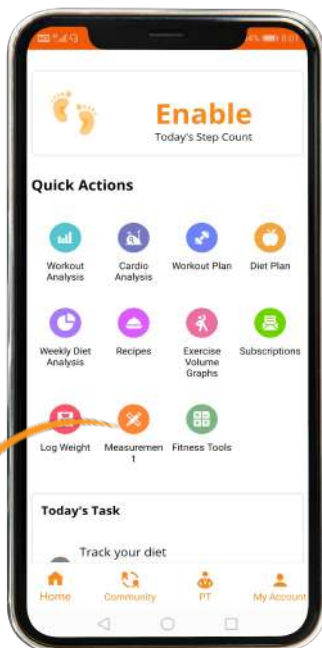 Enable
Today's Step Count
Quick Actions
Workout
Analysis
Cardio
Analysis
Workout Plan
Diet Plan
Weekly Diet
Analysis
Recipes
Exercise
Volume
Graphs
Subscriptions
Log Weight
Measuremen
t
Fitness Tools
Today's Task
Track your diet
Home
Community
PT
My Account